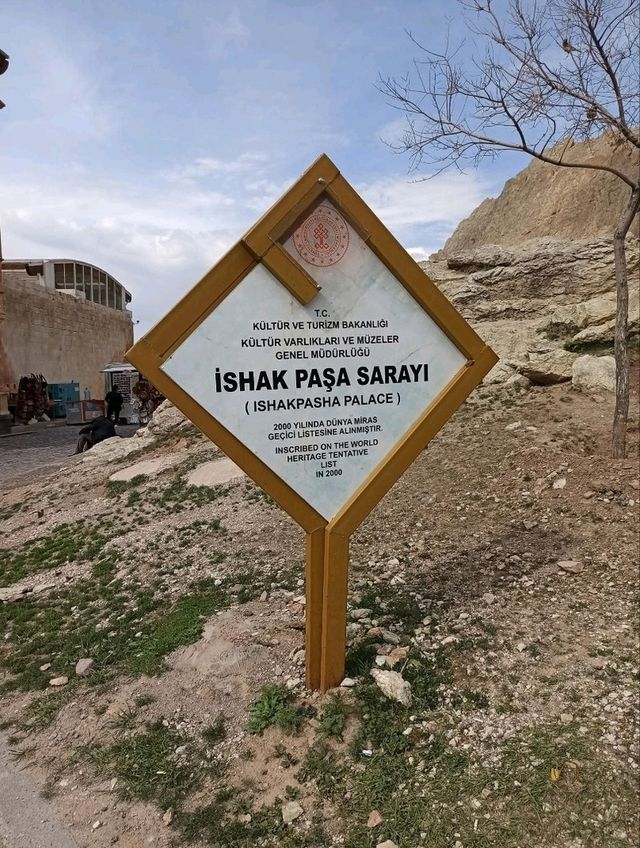 T.C.
KÜLTÜR VE TURİZM BAKANLIĞI
KÜLTÜR VARLIKLARI VE MÜZELER
GENEL MÜDÜRLÜĞÜ
İSHAK PAŞA SARAYI
( ISHAKPASHA PALACE )
2000 YILINDA DÜNYA MİRAS
GEÇİCİ LİSTESİNE ALINMIŞTIR.
INSCRIBED ON THE WORLD
HERITAGE TENTATIVE
LIST
IN 2000